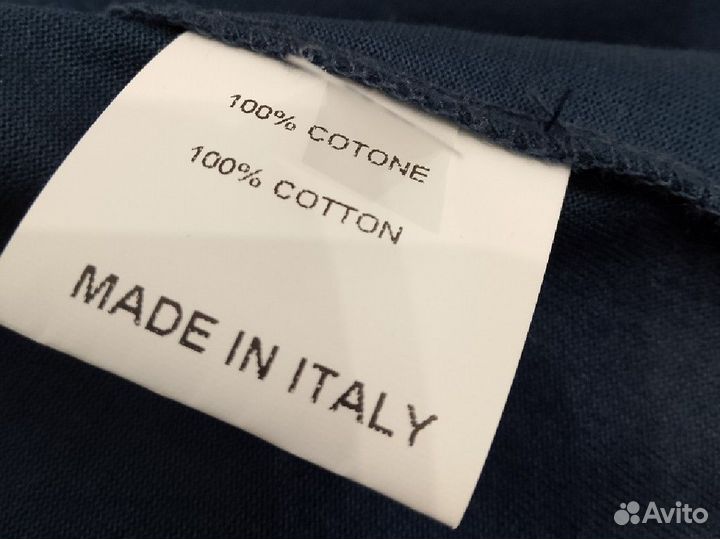 100% COTONE
100% COTTON
MADE IN ITALY
Avito